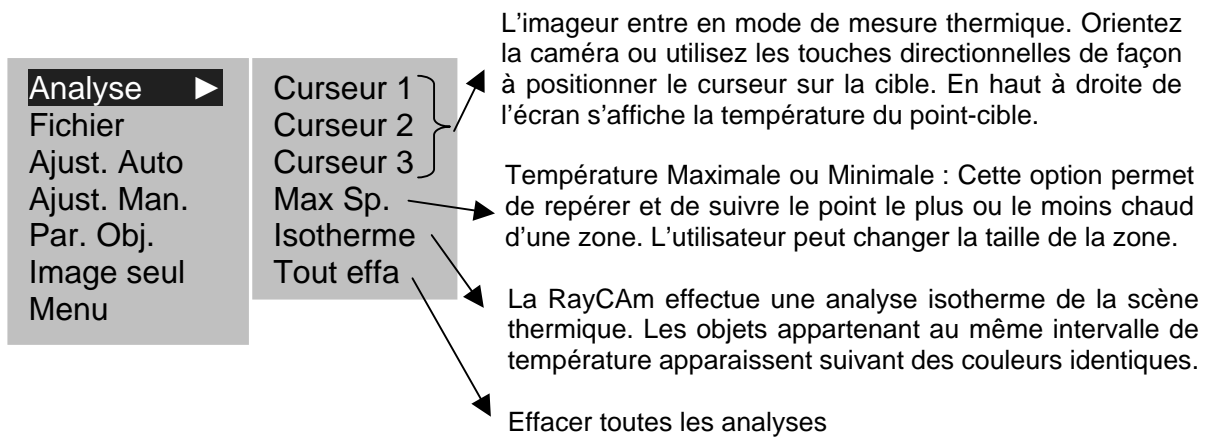 Analyse ►
Fichier
Ajust. Auto
Ajust. Man.
Par. Obj.
Image seul
Menu
Curseur 1
Curseur 2
Curseur 3
Max Sp.
Isotherme
Tout effa
L’imageur entre en mode de mesure thermique. Orientez
la caméra ou utilisez les touches directionnelles de façon
à positionner le curseur sur la cible. En haut à droite de
l’écran s’affiche la température du point-cible.
Température Maximale ou Minimale : Cette option permet
de repérer et de suivre le point le plus ou le moins chaud
d’une zone. L’utilisateur peut changer la taille de la zone.
La RayCAm effectue une analyse isotherme de la scène
thermique. Les objets appartenant au même intervalle de
température apparaissent suivant des couleurs identiques.
Effacer toutes les analyses